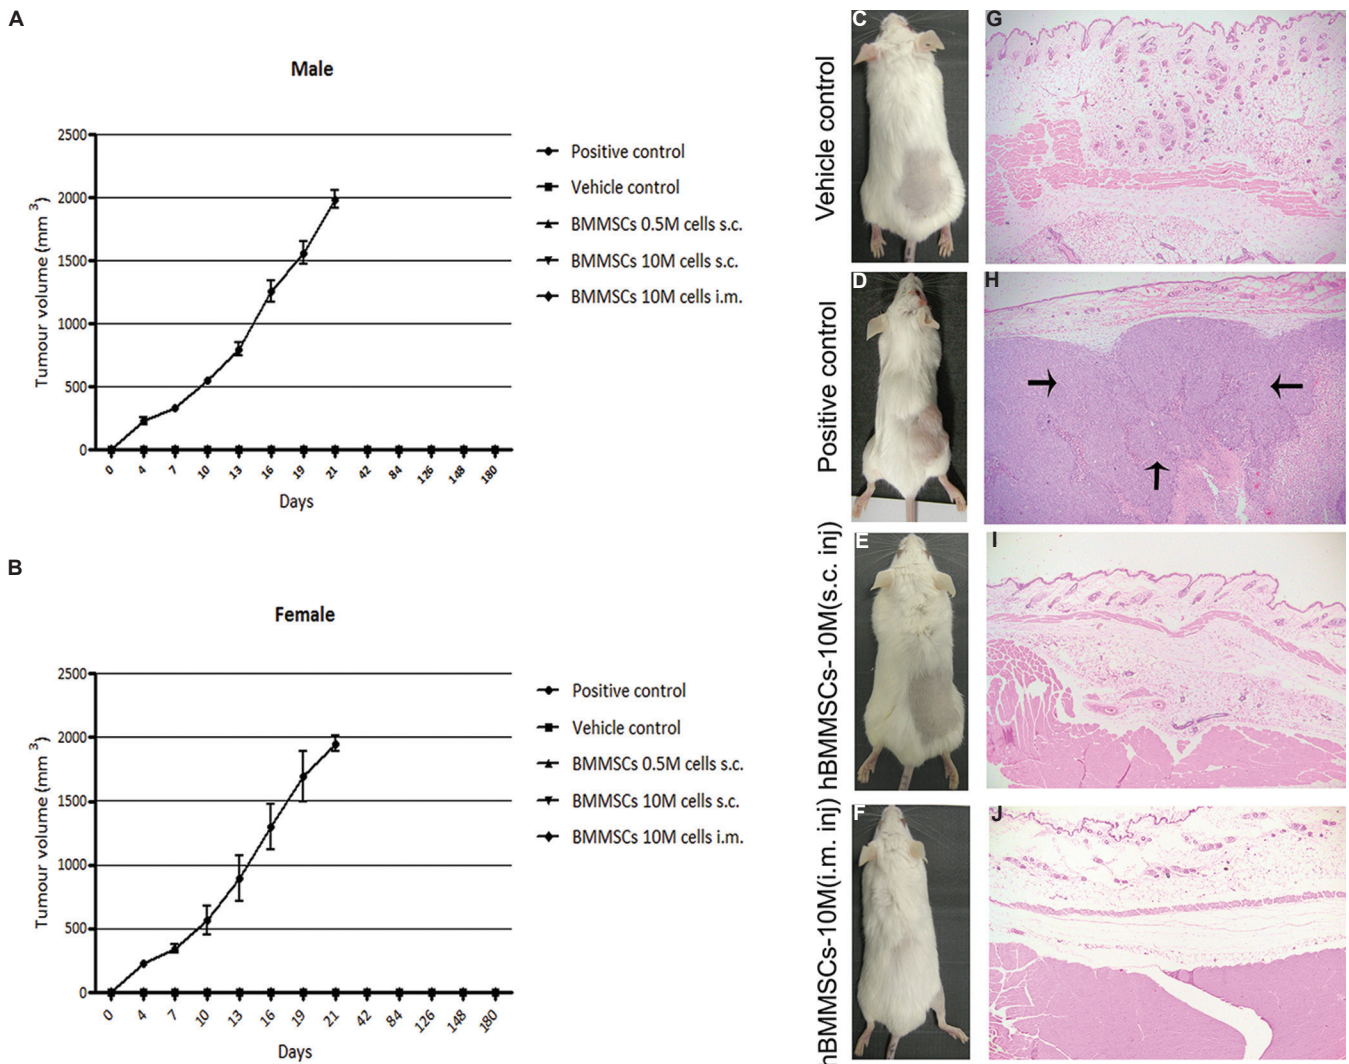 A
Male
Tumour volume (mm³)
2500
2000
1500
1000
500
0
0 4 7 10 13 16 19 21 42 84 126 148 180
Days
Positive control
Vehicle control
BMMSCs 0.5M cells s.c.
BMMSCs 10M cells s.c.
BMMSCs 10M cells i.m.
B
Female
Tumour volume (mm³)
2500
2000
1500
1000
500
0
0 4 7 10 13 16 19 21 42 84 126 148 180
Days
Positive control
Vehicle control
BMMSCs 0.5M cells s.c.
BMMSCs 10M cells s.c.
BMMSCs 10M cells i.m.
Vehicle control
C
G
Positive control
D
H
hBMMSCs-10M(s.c. inj)
E
I
hBMMSCs-10M(i.m. inj)
F
J